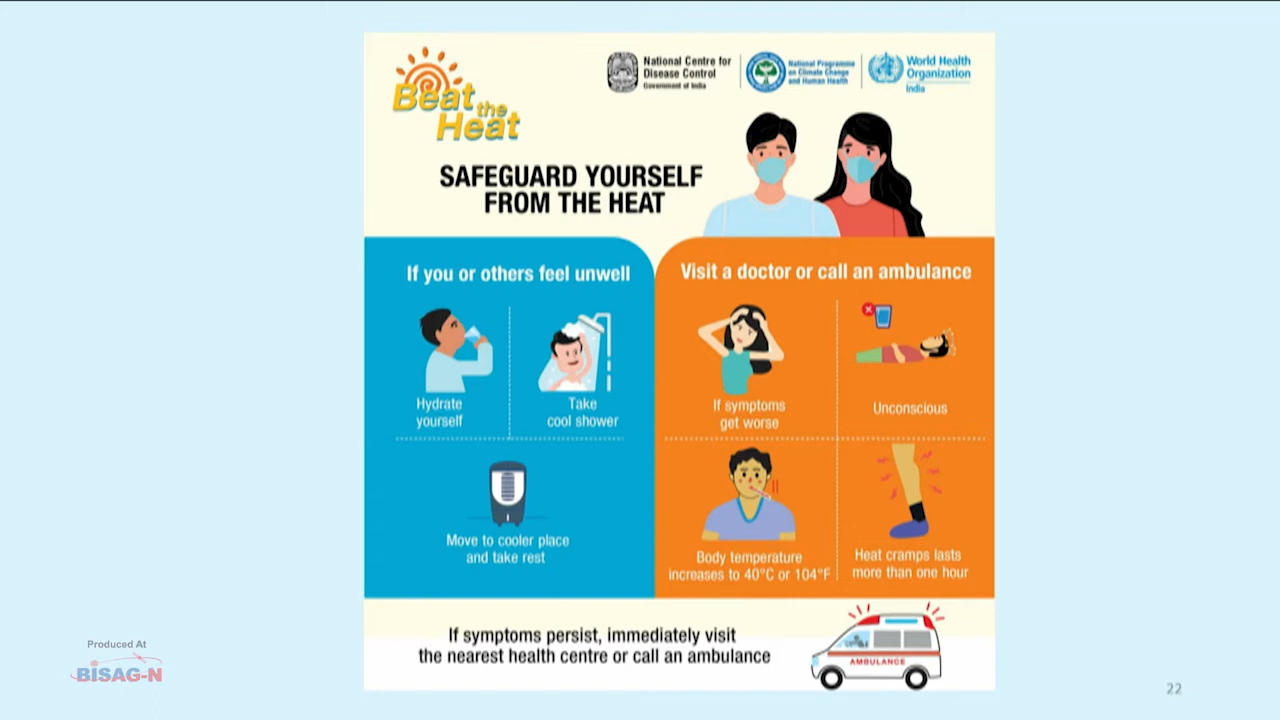 Beat
the
Heat
National Centre for
Disease Control
Government of India
National Programme
on Climate Change
and Human Health
World Health
Organization
India
SAFEGUARD YOURSELF
FROM THE HEAT
If you or others feel unwell
Hydrate
yourself
Take
cool shower
Move to cooler place
and take rest
Visit a doctor or call an ambulance
If symptoms
get worse
Unconscious
Body temperature
increases to 40°C or 104°F
Heat cramps lasts
more than one hour
If symptoms persist, immediately visit
the nearest health centre or call an ambulance
AMBULANCE
Produced At
BISAG-N
22